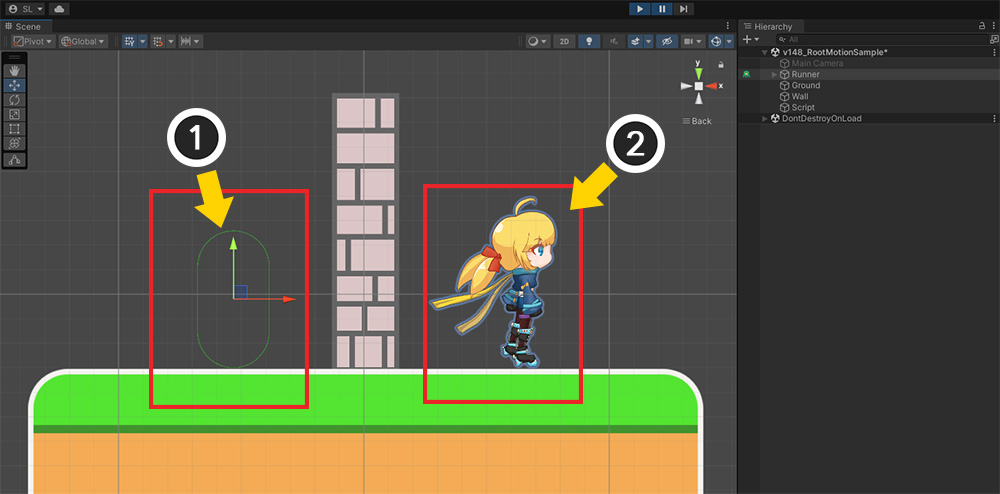 SL
Scene
Pivot
Global
2D
y
x
Back
1
2
Hierarchy
All
v148_RootMotionSample*
Main Camera
Runner
Ground
Wall
Script
DontDestroyOnLoad